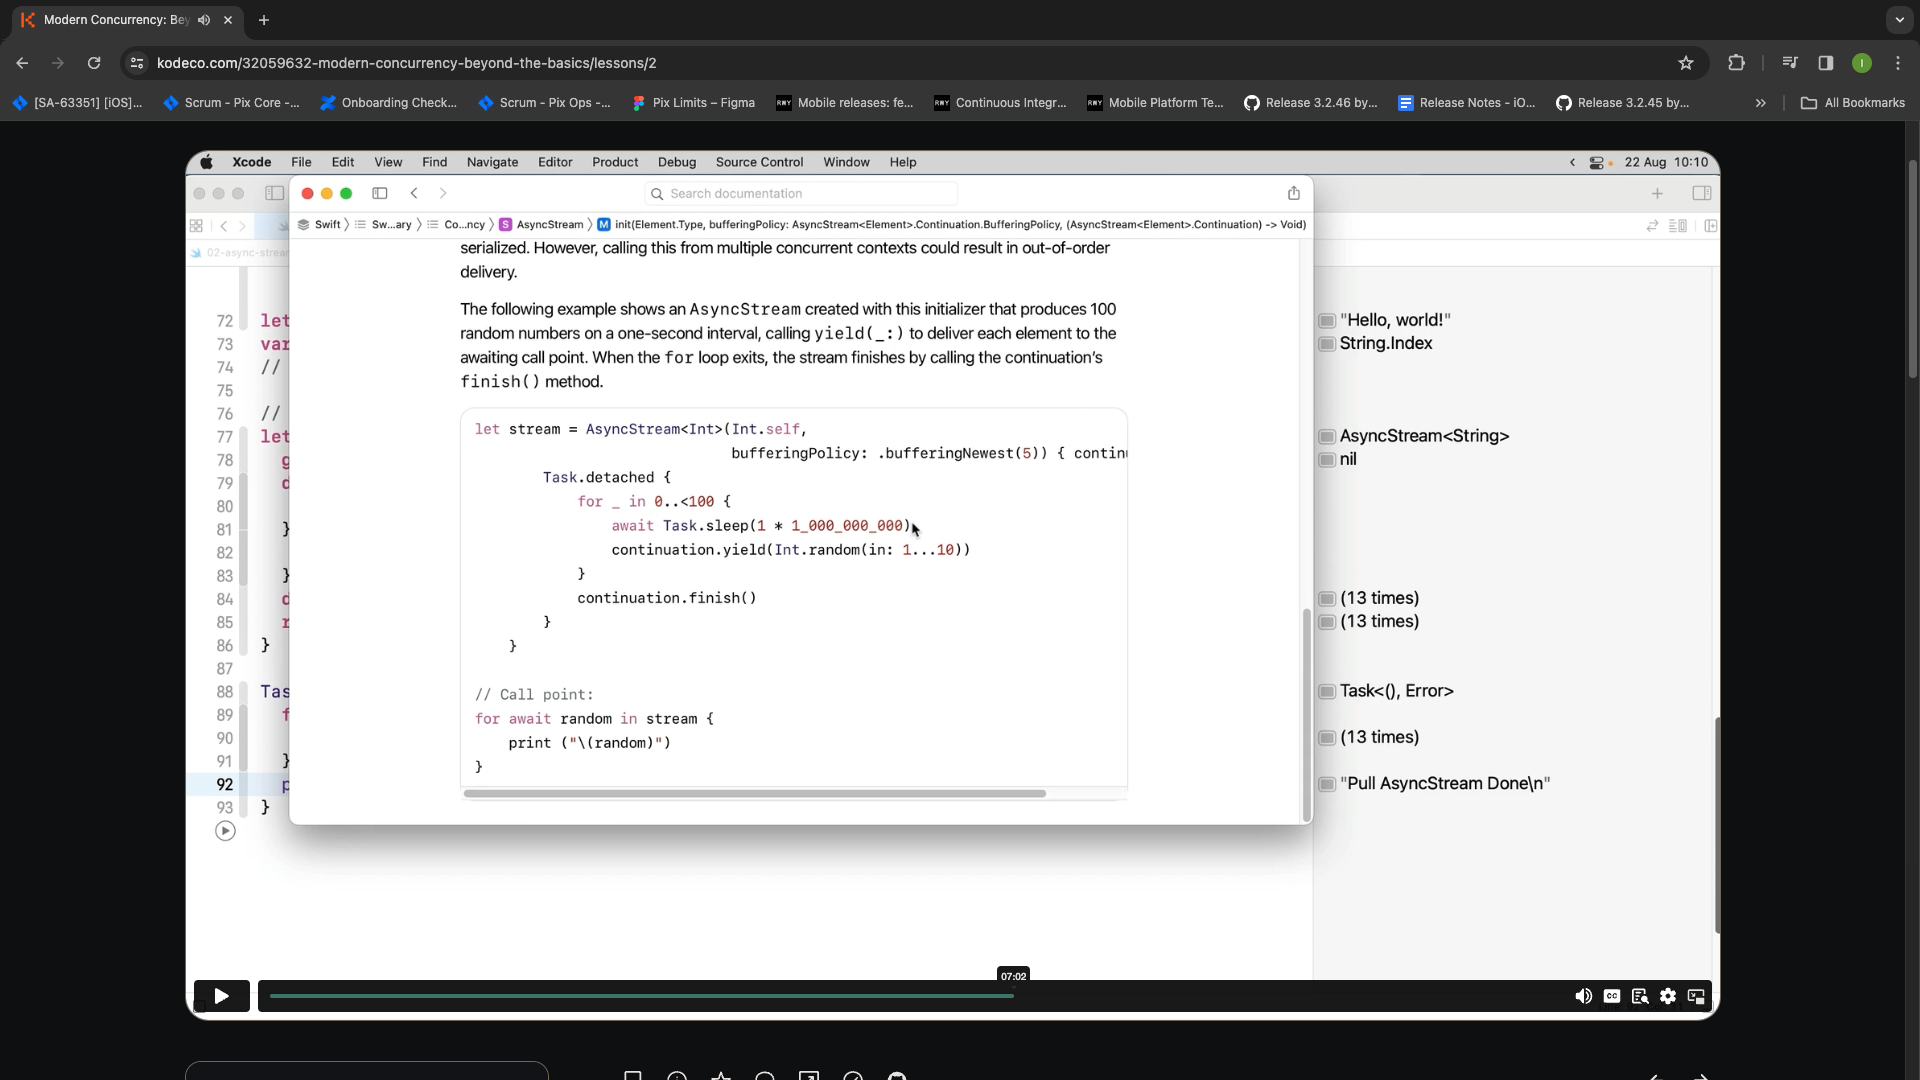 Modern Concurrency: Bey
kodeco.com/32059632-modern-concurrency-beyond-the-basics/lessons/2
I
[SA-63351] [iOS]...
Scrum - Pix Core -...
Onboarding Check...
Scrum - Pix Ops -...
Pix Limits – Figma
RWY
Mobile releases: fe...
RWY
Continuous Integr...
RWY
Mobile Platform Te...
Release 3.2.46 by...
Release Notes - iO...
Release 3.2.45 by...
All Bookmarks
Xcode File Edit View Find Navigate Editor Product Debug Source Control Window Help
22 Aug 10:10
Search documentation
Swift
Sw...ary
Co...ncy
S AsyncStream
M init(Element.Type, bufferingPolicy: AsyncStream<Element>.Continuation.BufferingPolicy, (AsyncStream<Element>.Continuation) -> Void)
02-async-strea
serialized. However, calling this from multiple concurrent contexts could result in out-of-order
delivery.
The following example shows an AsyncStream created with this initializer that produces 100
random numbers on a one-second interval, calling yield(_:) to deliver each element to the
awaiting call point. When the for loop exits, the stream finishes by calling the continuation's
finish() method.
let stream = AsyncStream<Int>(Int.self,
bufferingPolicy: .bufferingNewest(5)) { contin
Task.detached {
for _ in 0..<100 {
await Task.sleep(1 * 1_000_000_000)
continuation.yield(Int.random(in: 1...10))
}
continuation.finish()
}
}
// Call point:
for await random in stream {
print ("\(random)")
}
72 let
73 var
74 //
75
76 //
77 let
78 g
79 d
80
81 }
82
83 }
84 d
85 r
86 }
87
88 Tas
89 f
90
91 }
92 p
93 }
"Hello, world!"
String.Index
AsyncStream<String>
nil
(13 times)
(13 times)
Task<(), Error>
(13 times)
"Pull AsyncStream Done\n"
07:02
CC